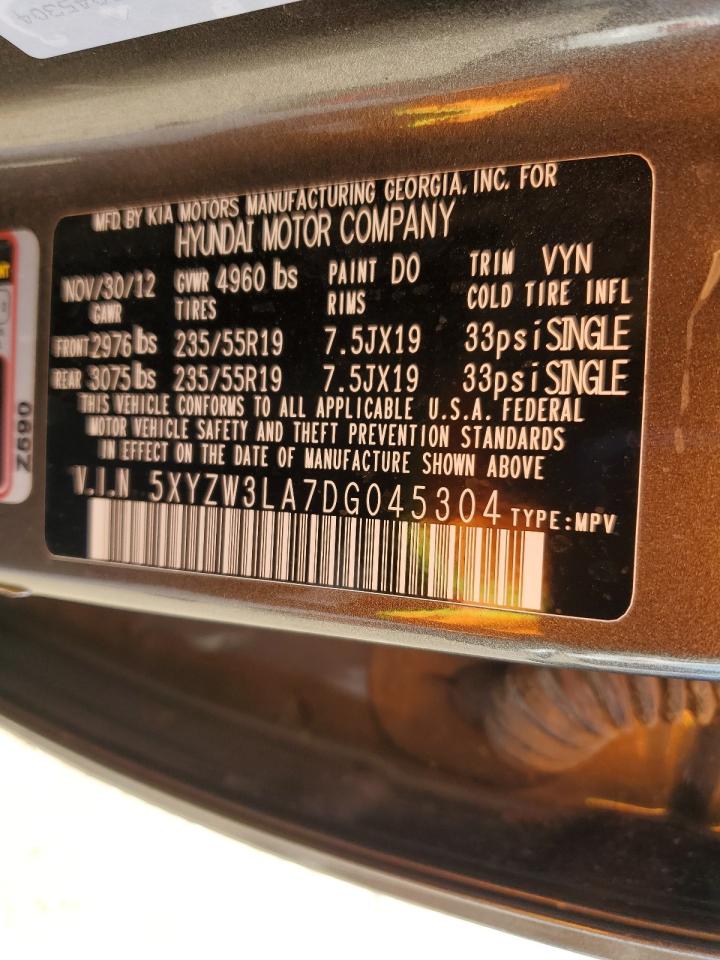 MFD. BY KIA MOTORS MANUFACTURING GEORGIA, INC. FOR
HYUNDAI MOTOR COMPANY
NOV/30/12 GVWR 4960 lbs PAINT DO TRIM VYN
GAWR TIRES RIMS COLD TIRE INFL
FRONT 2976 lbs 235/55R19 7.5JX19 33psi SINGLE
REAR 3075 lbs 235/55R19 7.5JX19 33psi SINGLE
THIS VEHICLE CONFORMS TO ALL APPLICABLE U.S.A. FEDERAL
MOTOR VEHICLE SAFETY AND THEFT PREVENTION STANDARDS
IN EFFECT ON THE DATE OF MANUFACTURE SHOWN ABOVE
V.I.N 5XYZW3LA7DG045304 TYPE:MPV
Z590